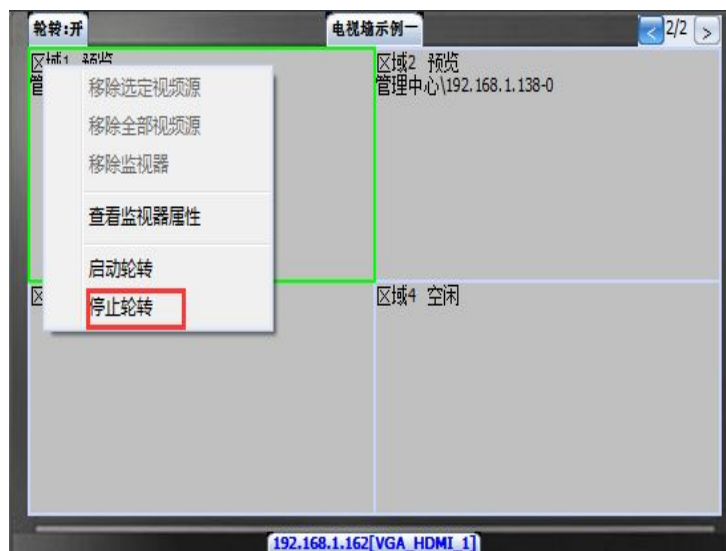 轮转:开
电视墙示例一
< 2/2 >
区域1 预览
管
区域2 预览
管理中心\192.168.1.138-0
移除选定视频源
移除全部视频源
移除监视器
查看监视器属性
启动轮转
停止轮转
区
区域4 空闲
192.168.1.162[VGA_HDMI_1]